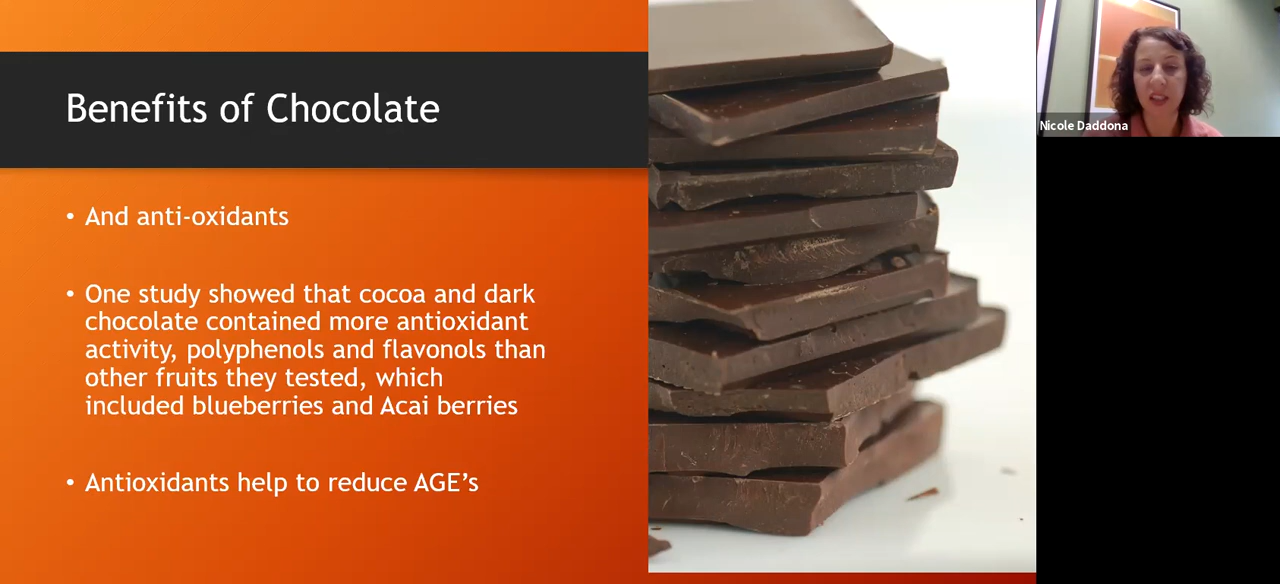 Benefits of Chocolate
• And anti-oxidants
• One study showed that cocoa and dark
chocolate contained more antioxidant
activity, polyphenols and flavonols than
other fruits they tested, which
included blueberries and Acai berries
• Antioxidants help to reduce AGE’s
Nicole Daddona